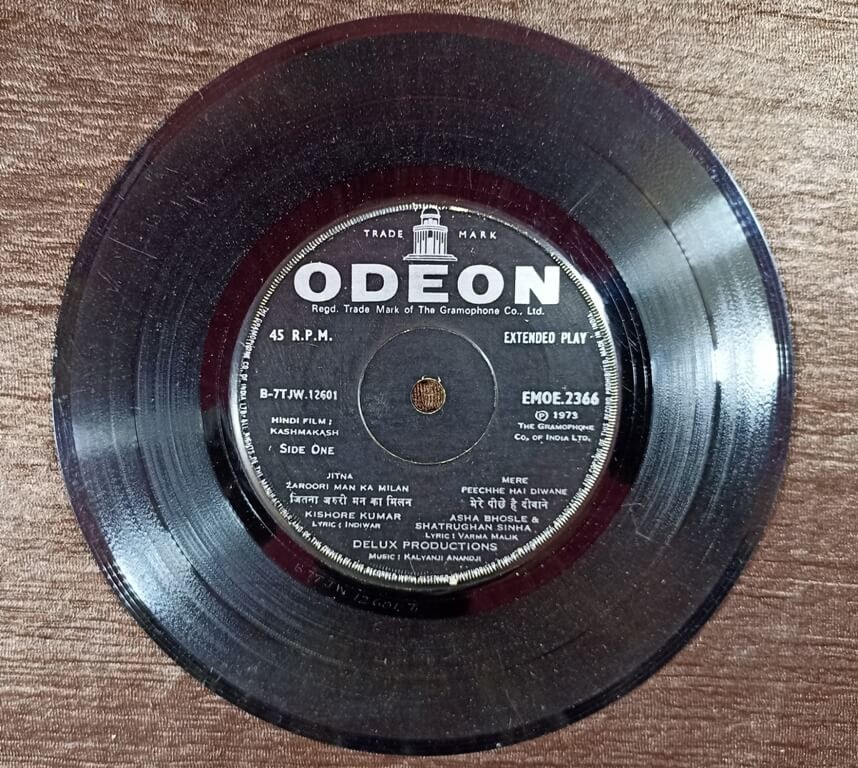 TRADE MARK
ODEON
Regd. Trade Mark of The Gramophone Co., Ltd.
45 R.P.M.
EXTENDED PLAY
B-7TJW.12601
EMOE.2366
Ⓟ 1973
THE GRAMOPHONE
CO. OF INDIA LTD.
HINDI FILM :
KASHMAKASH
SIDE ONE
JITNA
ZAROORI MAN KA MILAN
जितना जरुरी मन का मिलन
KISHORE KUMAR
LYRIC : INDIWAR
MERE
PEECHHE HAI DIWANE
मेरे पीछे है दीवाने
ASHA BHOSLE &
SHATRUGHAN SINHA
LYRIC : VARMA MALIK
DELUX PRODUCTIONS
MUSIC : KALYANJI ANANDJI